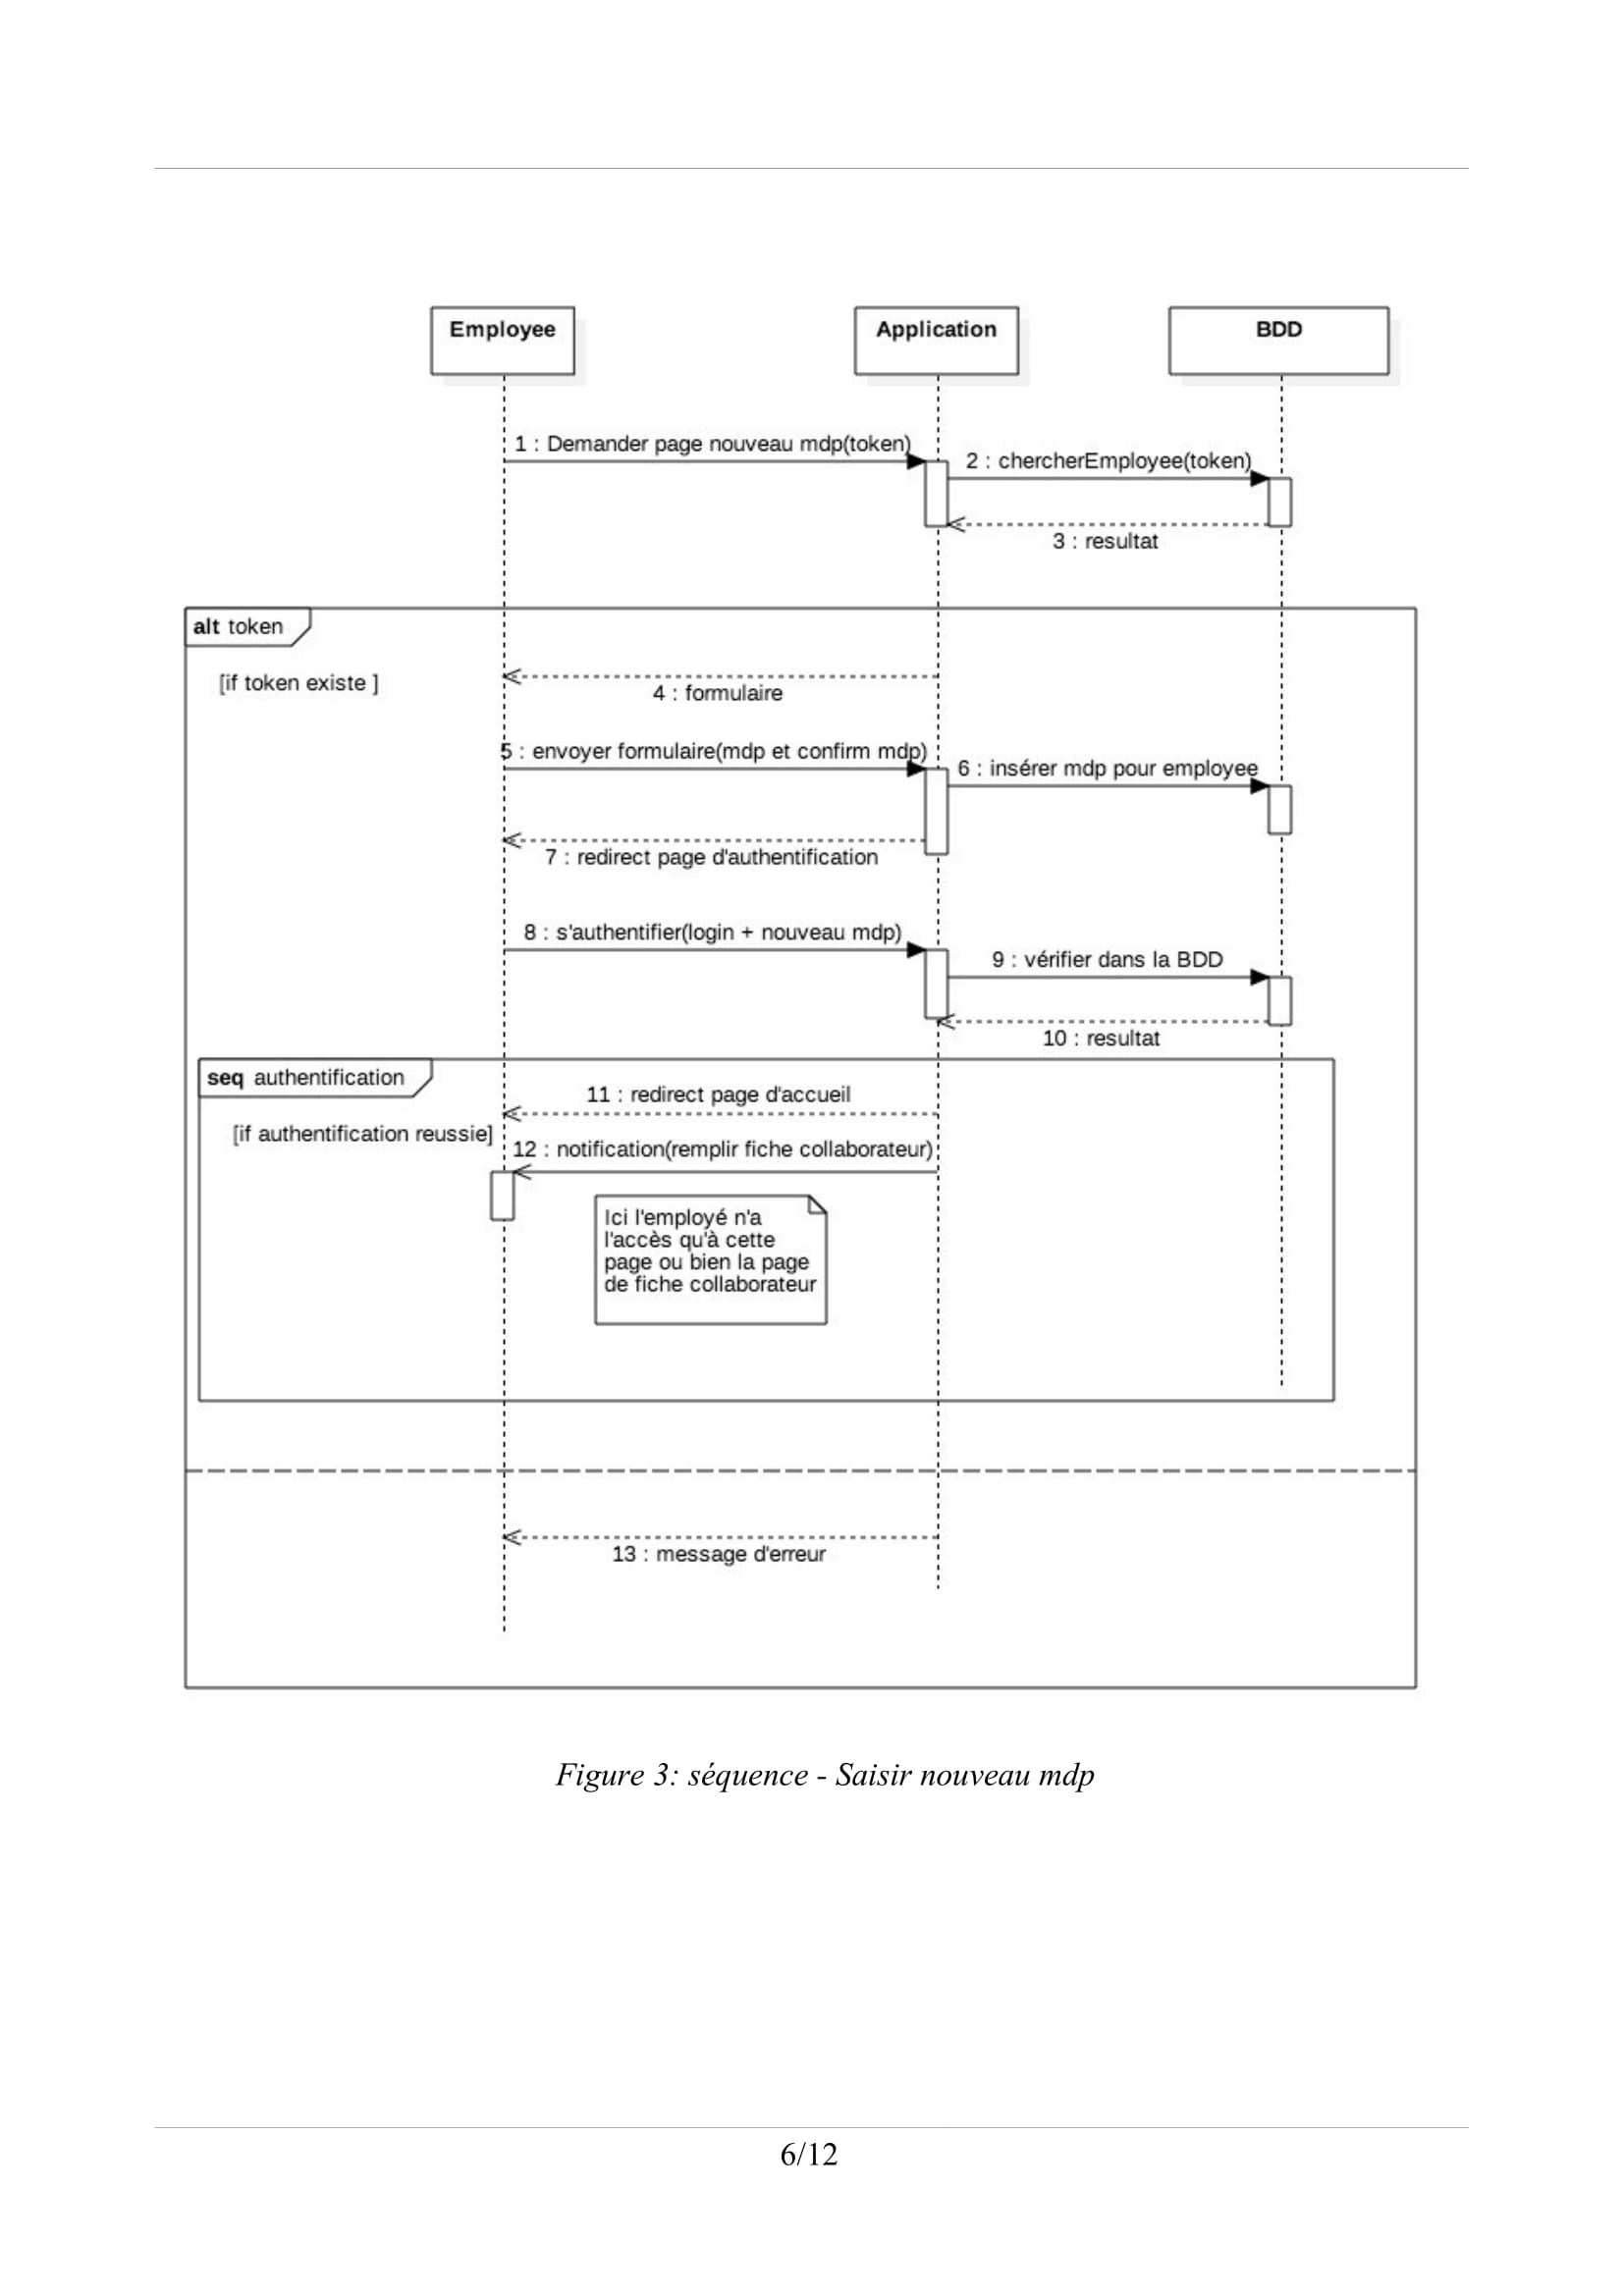 Employee
Application
BDD
1 : Demander page nouveau mdp(token)
2 : chercherEmployee(token)
3 : resultat
alt token
[if token existe ]
4 : formulaire
5 : envoyer formulaire(mdp et confirm mdp)
6 : insérer mdp pour employee
7 : redirect page d'authentification
8 : s'authentifier(login + nouveau mdp)
9 : vérifier dans la BDD
10 : resultat
seq authentification
11 : redirect page d'accueil
[if authentification reussie]
12 : notification(remplir fiche collaborateur)
Ici l'employé n'a
l'accès qu'à cette
page ou bien la page
de fiche collaborateur
13 : message d'erreur
Figure 3: séquence - Saisir nouveau mdp
6/12